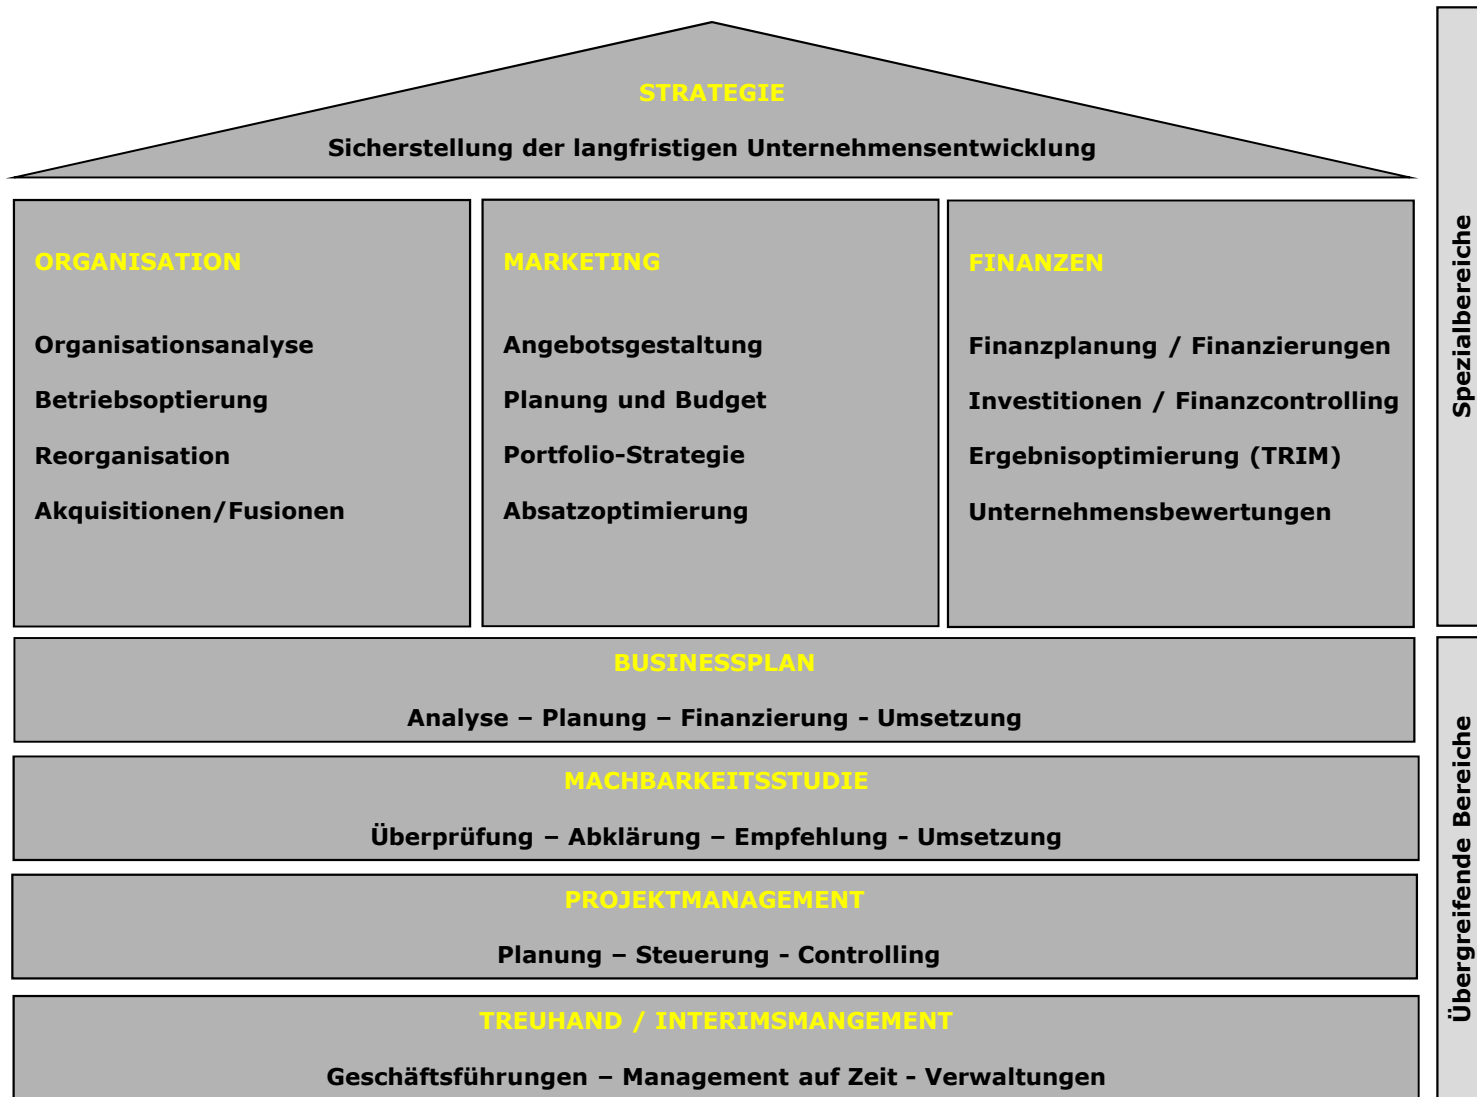 STRATEGIE
Sicherstellung der langfristigen Unternehmensentwicklung
ORGANISATION
Organisationsanalyse
Betriebsoptierung
Reorganisation
Akquisitionen/Fusionen
MARKETING
Angebotsgestaltung
Planung und Budget
Portfolio-Strategie
Absatzoptimierung
FINANZEN
Finanzplanung / Finanzierungen
Investitionen / Finanzcontrolling
Ergebnisoptimierung (TRIM)
Unternehmensbewertungen
Spezialbereiche
BUSINESSPLAN
Analyse – Planung – Finanzierung - Umsetzung
MACHBARKEITSSTUDIE
Überprüfung – Abklärung – Empfehlung - Umsetzung
PROJEKTMANAGEMENT
Planung – Steuerung - Controlling
TREUHAND / INTERIMSMANGEMENT
Geschäftsführungen – Management auf Zeit - Verwaltungen
Übergreifende Bereiche